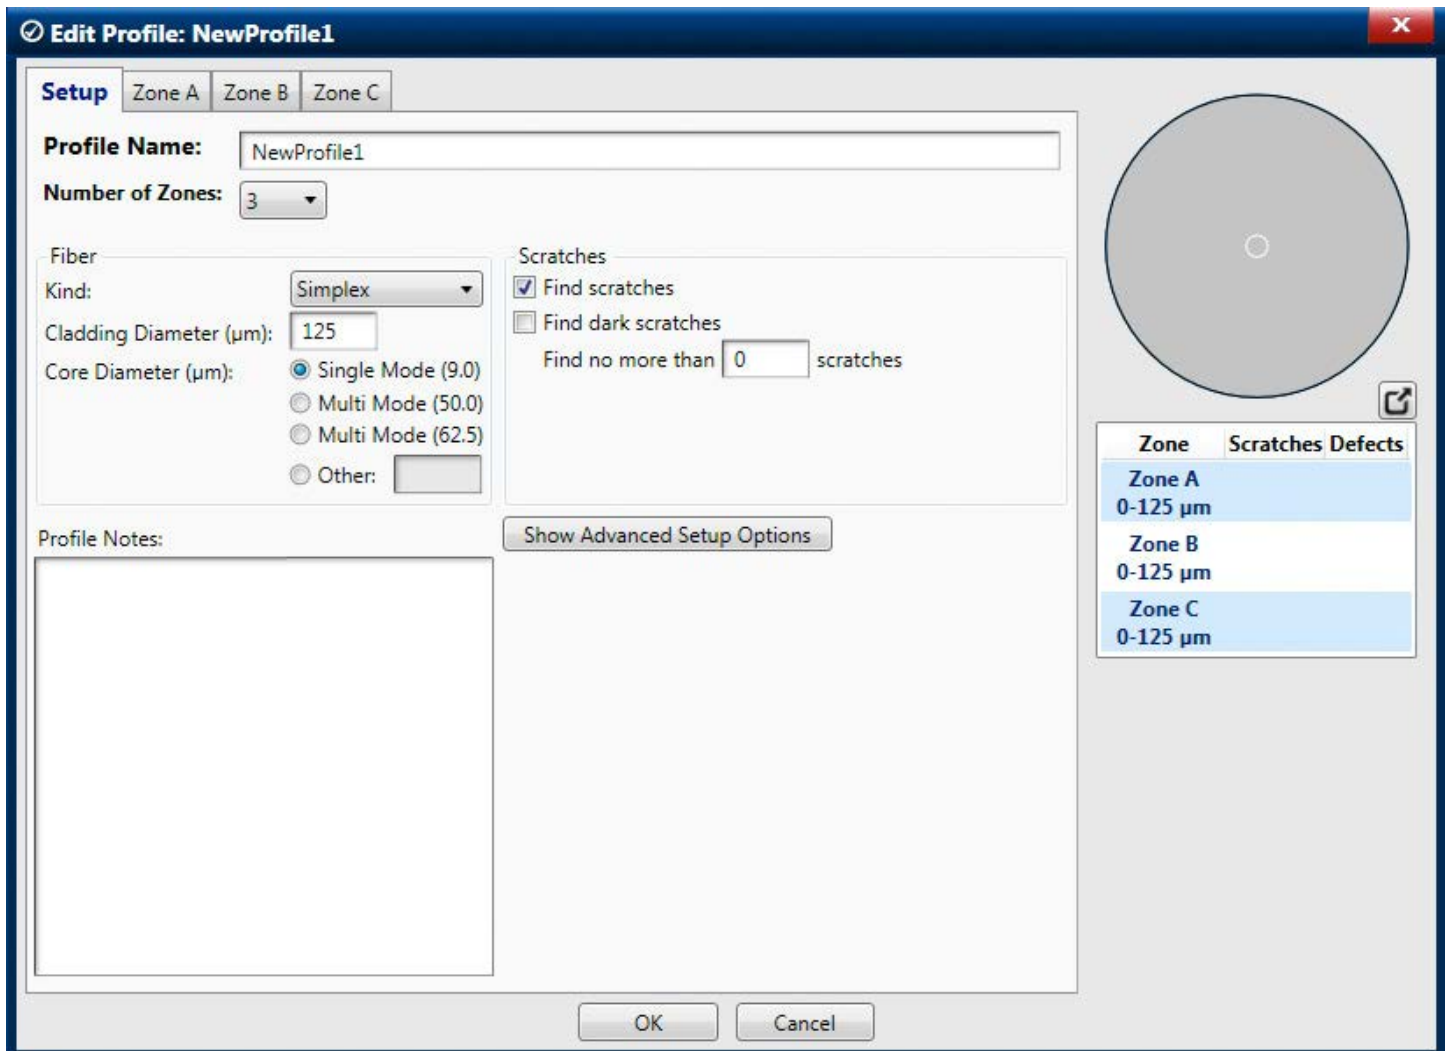 Edit Profile: NewProfile1
X
Setup Zone A Zone B Zone C
Profile Name: NewProfile1
Number of Zones: 3
Fiber
Kind: Simplex
Cladding Diameter (μm): 125
Core Diameter (μm): Single Mode (9.0)
Multi Mode (50.0)
Multi Mode (62.5)
Other:
Scratches
Find scratches
Find dark scratches
Find no more than 0 scratches
Profile Notes:
Show Advanced Setup Options
Zone Scratches Defects
Zone A
0-125 μm
Zone B
0-125 μm
Zone C
0-125 μm
OK Cancel